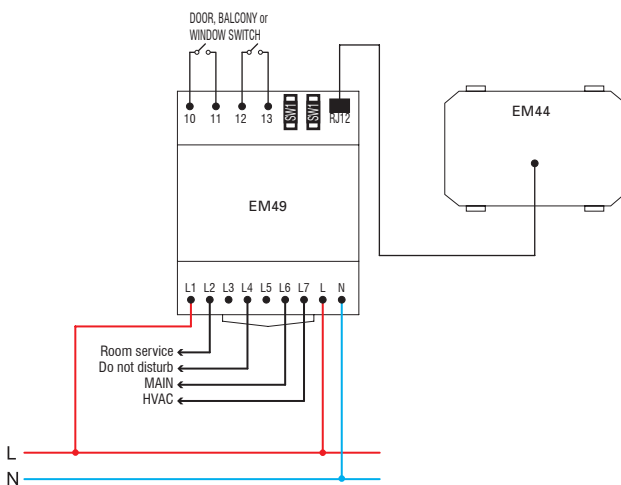 DOOR, BALCONY or
WINDOW SWITCH
10 11 12 13 SW1 SW1 RJ12
EM44
EM49
L1 L2 L3 L4 L5 L6 L7 L N
Room service
Do not disturb
MAIN
HVAC
L
N